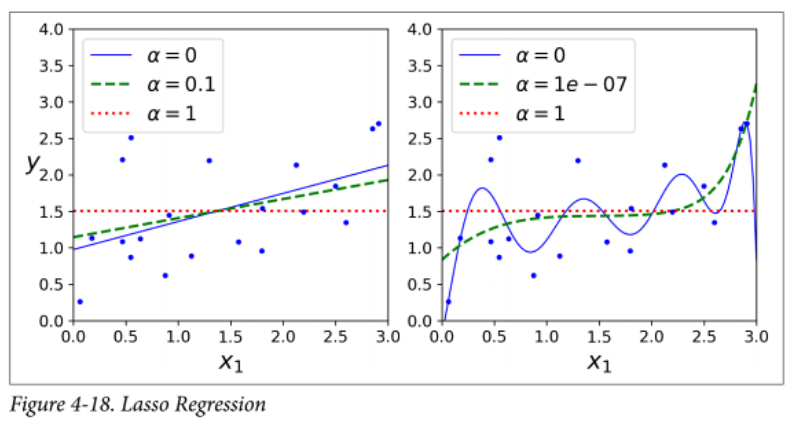 4.0
3.5
3.0
2.5
2.0
1.5
1.0
0.5
0.0
y
α = 0
α = 0.1
α = 1
0.0 0.5 1.0 1.5 2.0 2.5 3.0
x₁
4.0
3.5
3.0
2.5
2.0
1.5
1.0
0.5
0.0
α = 0
α = 1e − 07
α = 1
0.0 0.5 1.0 1.5 2.0 2.5 3.0
x₁
Figure 4-18. Lasso Regression